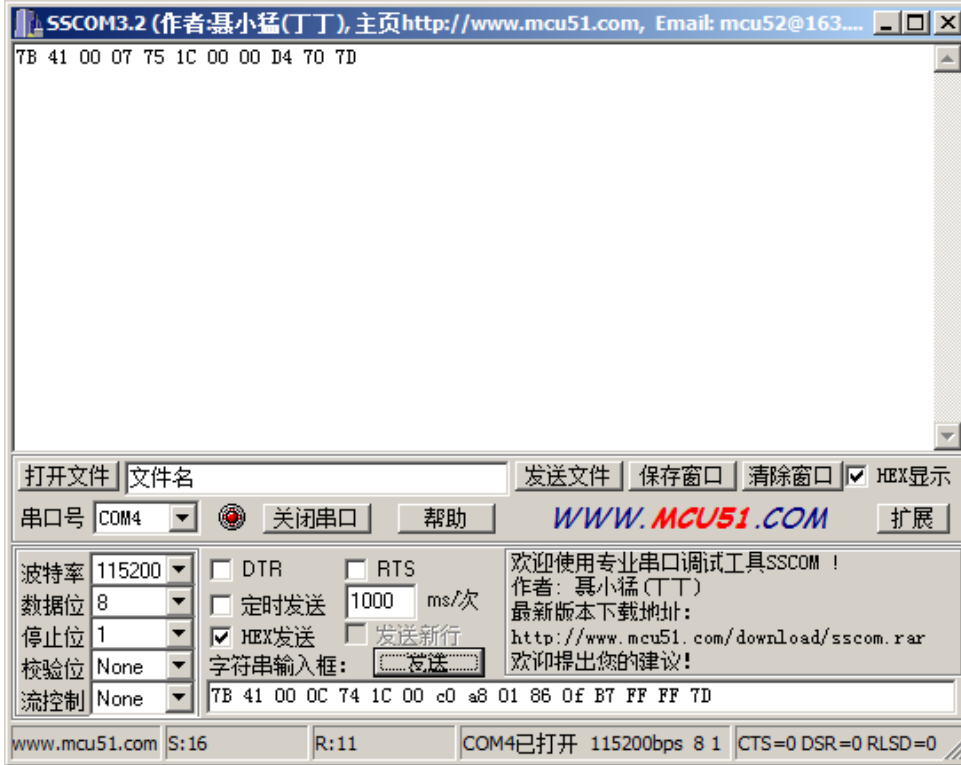 SSCOM3.2 (作者:聂小猛(丁丁), 主页http://www.mcu51.com, Email: mcu52@163....
7B 41 00 07 75 1C 00 00 D4 70 7D
打开文件 文件名 发送文件 保存窗口 清除窗口 HEX显示
串口号 COM4 关闭串口 帮助 WWW.MCU51.COM 扩展
波特率 115200 DTR RTS
数据位 8 定时发送 1000 ms/次
停止位 1 HEX发送 发送新行
校验位 None 字符串输入框: 发送
流控制 None 7B 41 00 0C 74 1C 00 c0 a8 01 86 0f B7 FF FF 7D
欢迎使用专业串口调试工具SSCOM !
作者: 聂小猛(丁丁)
最新版本下载地址:
http://www.mcu51.com/download/sscom.rar
欢迎提出您的建议!
www.mcu51.com S:16 R:11 COM4已打开 115200bps 8 1 CTS=0 DSR=0 RLSD=0